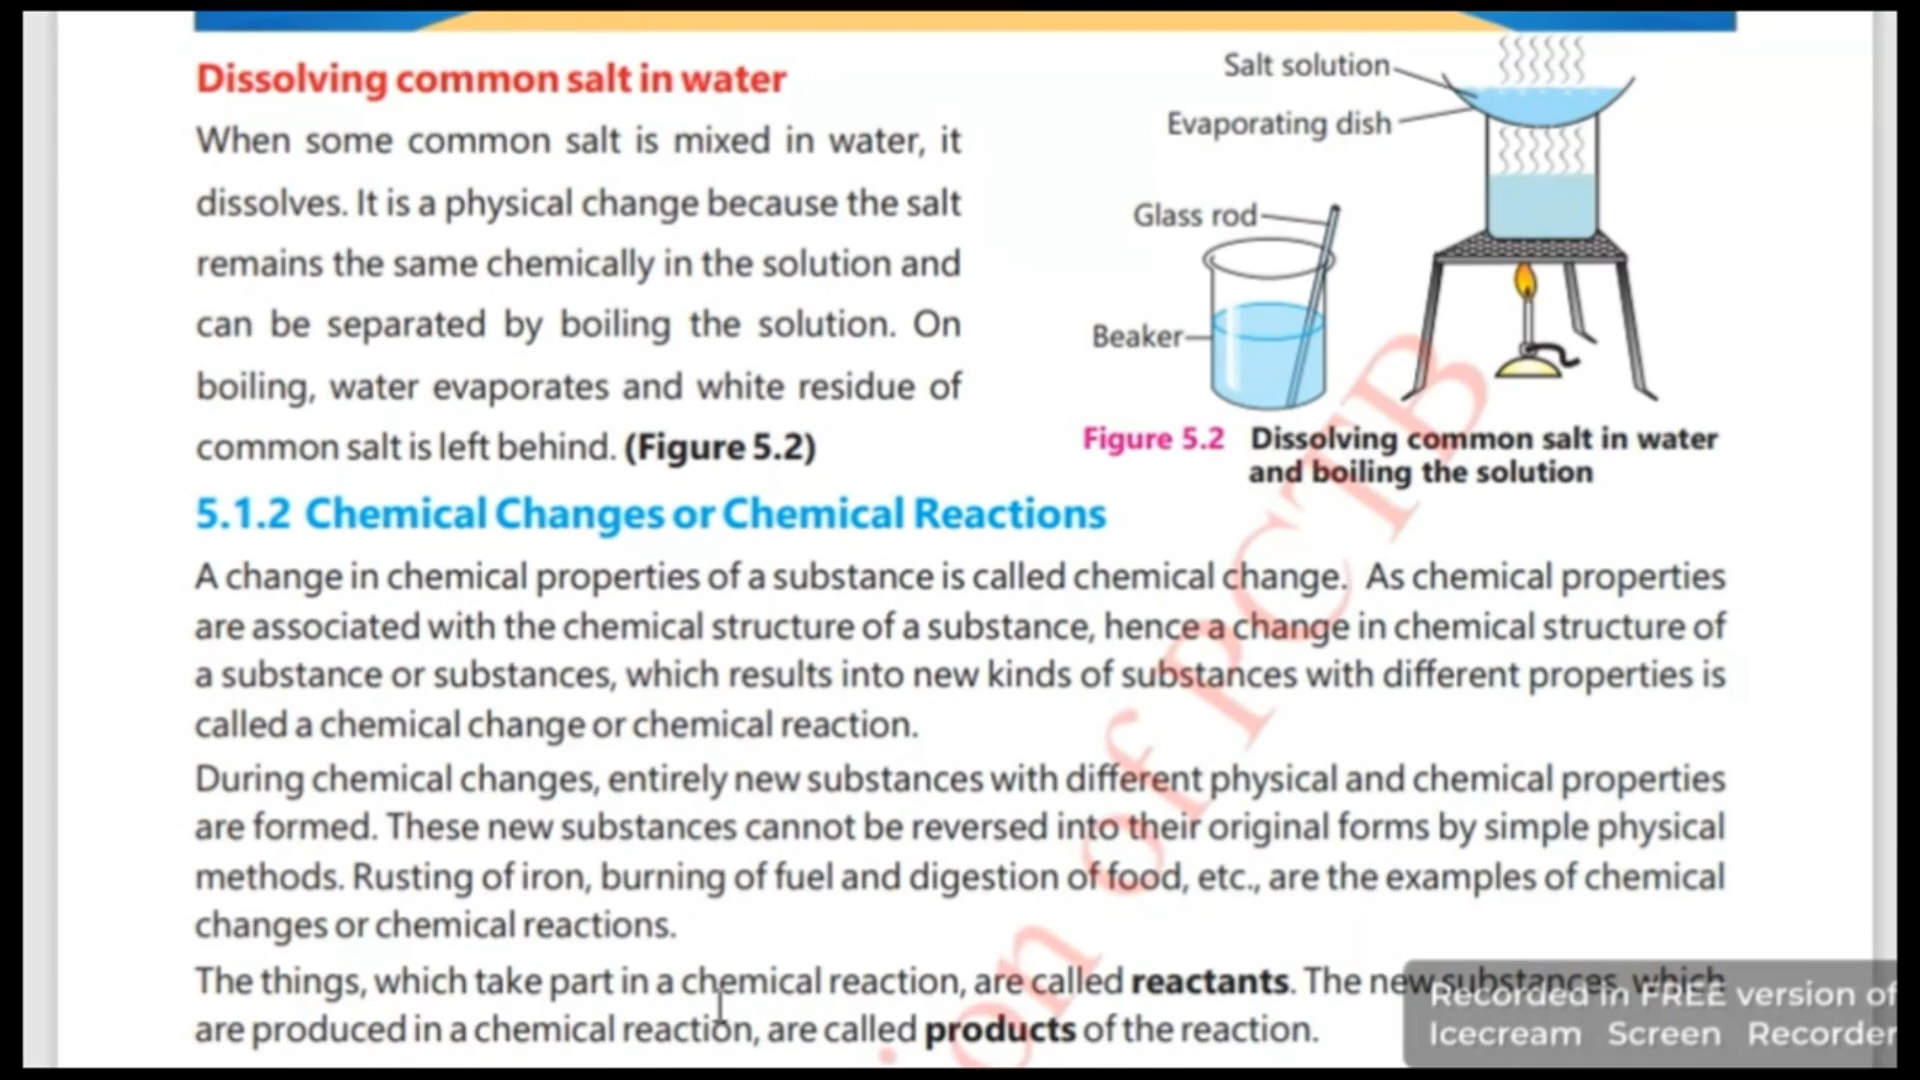 Dissolving common salt in water
When some common salt is mixed in water, it
dissolves. It is a physical change because the salt
remains the same chemically in the solution and
can be separated by boiling the solution. On
boiling, water evaporates and white residue of
common salt is left behind. (Figure 5.2)
Salt solution
Evaporating dish
Glass rod
Beaker
Figure 5.2 Dissolving common salt in water
and boiling the solution
5.1.2 Chemical Changes or Chemical Reactions
A change in chemical properties of a substance is called chemical change. As chemical properties
are associated with the chemical structure of a substance, hence a change in chemical structure of
a substance or substances, which results into new kinds of substances with different properties is
called a chemical change or chemical reaction.
During chemical changes, entirely new substances with different physical and chemical properties
are formed. These new substances cannot be reversed into their original forms by simple physical
methods. Rusting of iron, burning of fuel and digestion of food, etc., are the examples of chemical
changes or chemical reactions.
The things, which take part in a chemical reaction, are called reactants. The new substances, which
are produced in a chemical reaction, are called products of the reaction.
on of PCTB
Recorded in FREE version of
Icecream Screen Recorder